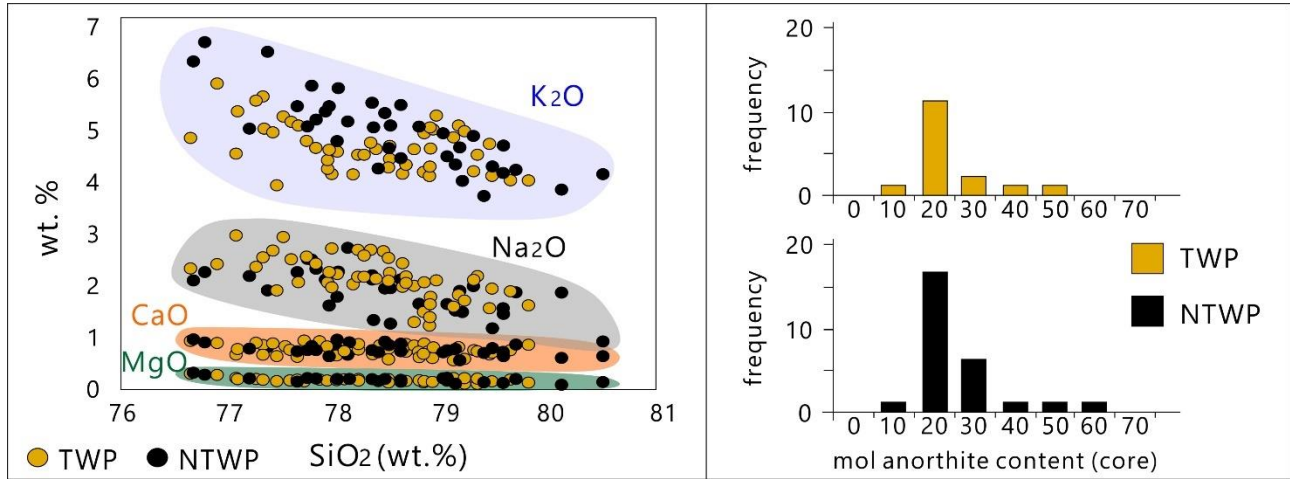 7
6
5
4
3
2
1
0
wt. %
K2O
Na2O
CaO
MgO
76 77 78 79 80 81
TWP NTWP SiO2 (wt.%)
20
10
0
frequency
0 10 20 30 40 50 60 70
20
10
0
frequency
0 10 20 30 40 50 60 70
mol anorthite content (core)
TWP
NTWP